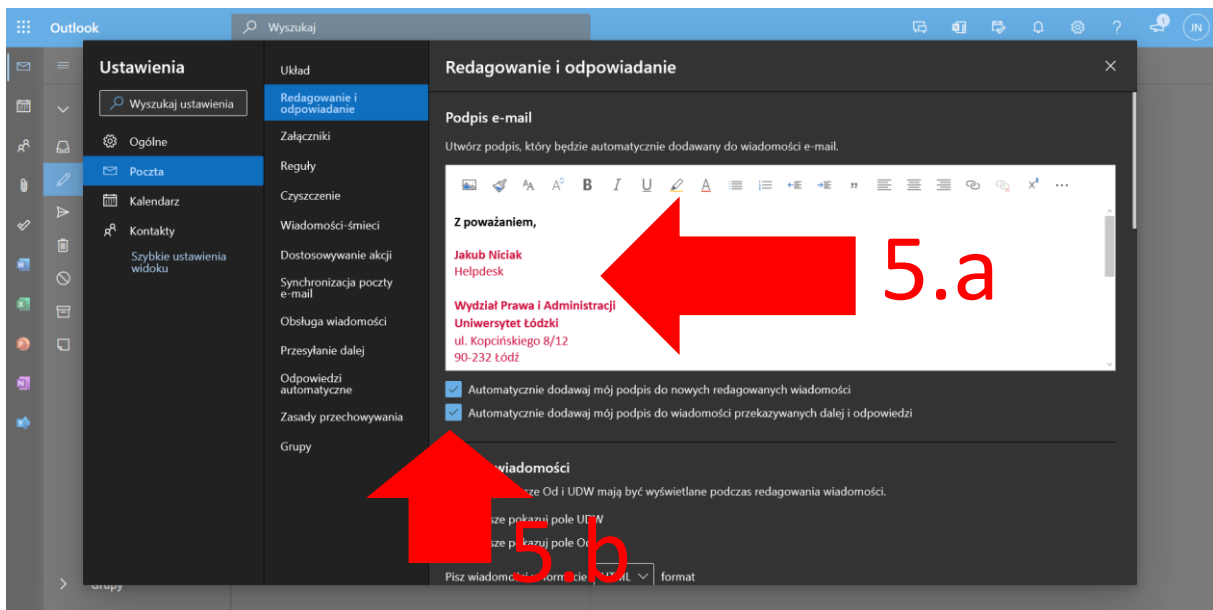 Outlook
Wyszukaj
JN
Ustawienia
Wyszukaj ustawienia
Ogólne
Poczta
Kalendarz
Kontakty
Szybkie ustawienia
widoku
Układ
Redagowanie i
odpowiadanie
Załączniki
Reguły
Czyszczenie
Wiadomości-śmieci
Dostosowywanie akcji
Synchronizacja poczty
e-mail
Obsługa wiadomości
Przesyłanie dalej
Odpowiedzi
automatyczne
Zasady przechowywania
Grupy
Redagowanie i odpowiadanie
Podpis e-mail
Utwórz podpis, który będzie automatycznie dodawany do wiadomości e-mail.
Z poważaniem,
Jakub Niciak
Helpdesk
Wydział Prawa i Administracji
Uniwersytet Łódzki
ul. Kopcińskiego 8/12
90-232 Łódź
5.a
Automatycznie dodawaj mój podpis do nowych redagowanych wiadomości
Automatycznie dodawaj mój podpis do wiadomości przekazywanych dalej i odpowiedzi
wiadomości
Od i UDW mają być wyświetlane podczas redagowania wiadomości.
pokazuj pole UDW
pokazuj pole
5.b
Pisz wiadomości HTML format
Grupy